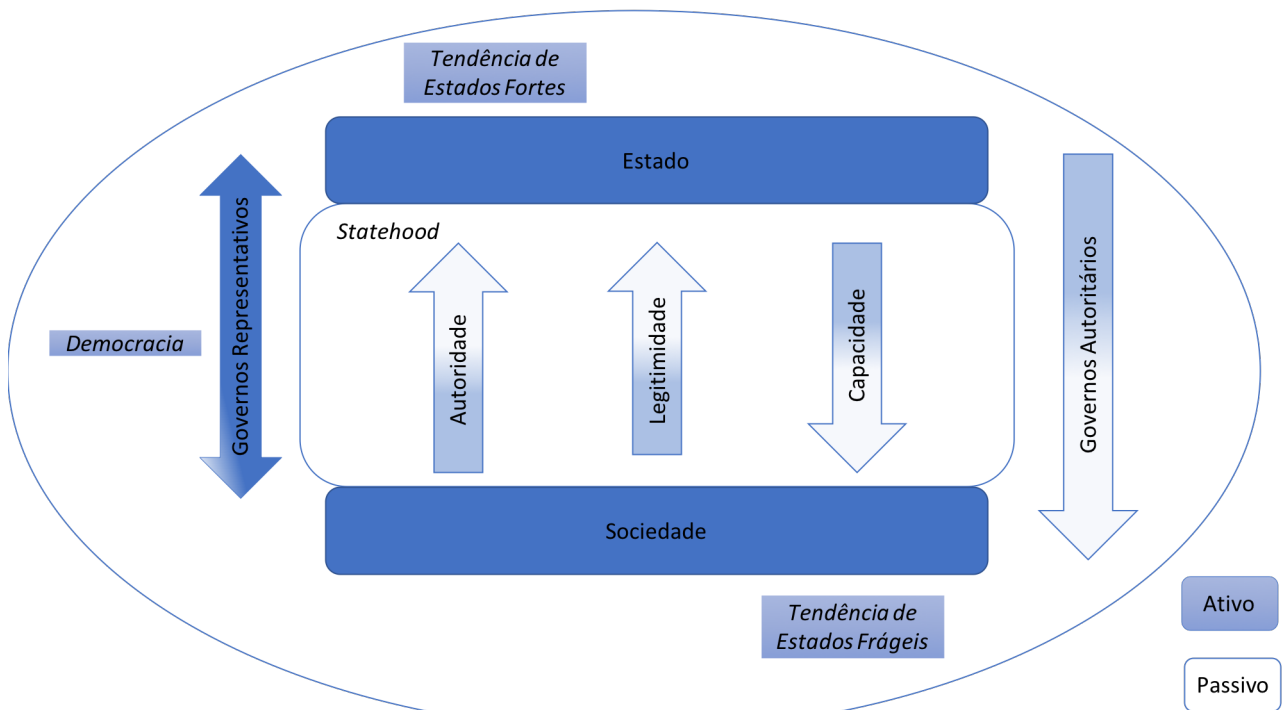 Tendência de
Estados Fortes
Estado
Statehood
Democracia
Governos Representativos
Autoridade
Legitimidade
Capacidade
Governos Autoritários
Sociedade
Tendência de
Estados Frágeis
Ativo
Passivo